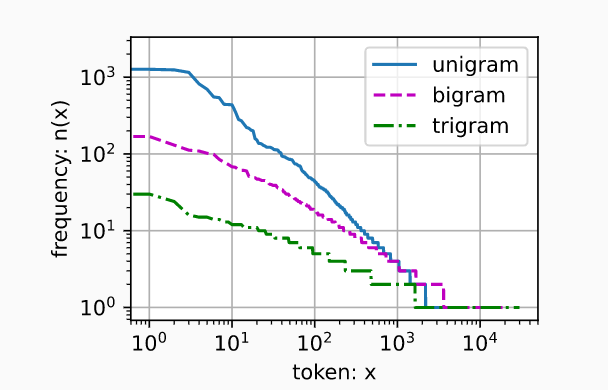 unigram
bigram
trigram
frequency: n(x)
10³
10²
10¹
10⁰
10⁰ 10¹ 10² 10³ 10⁴
token: x